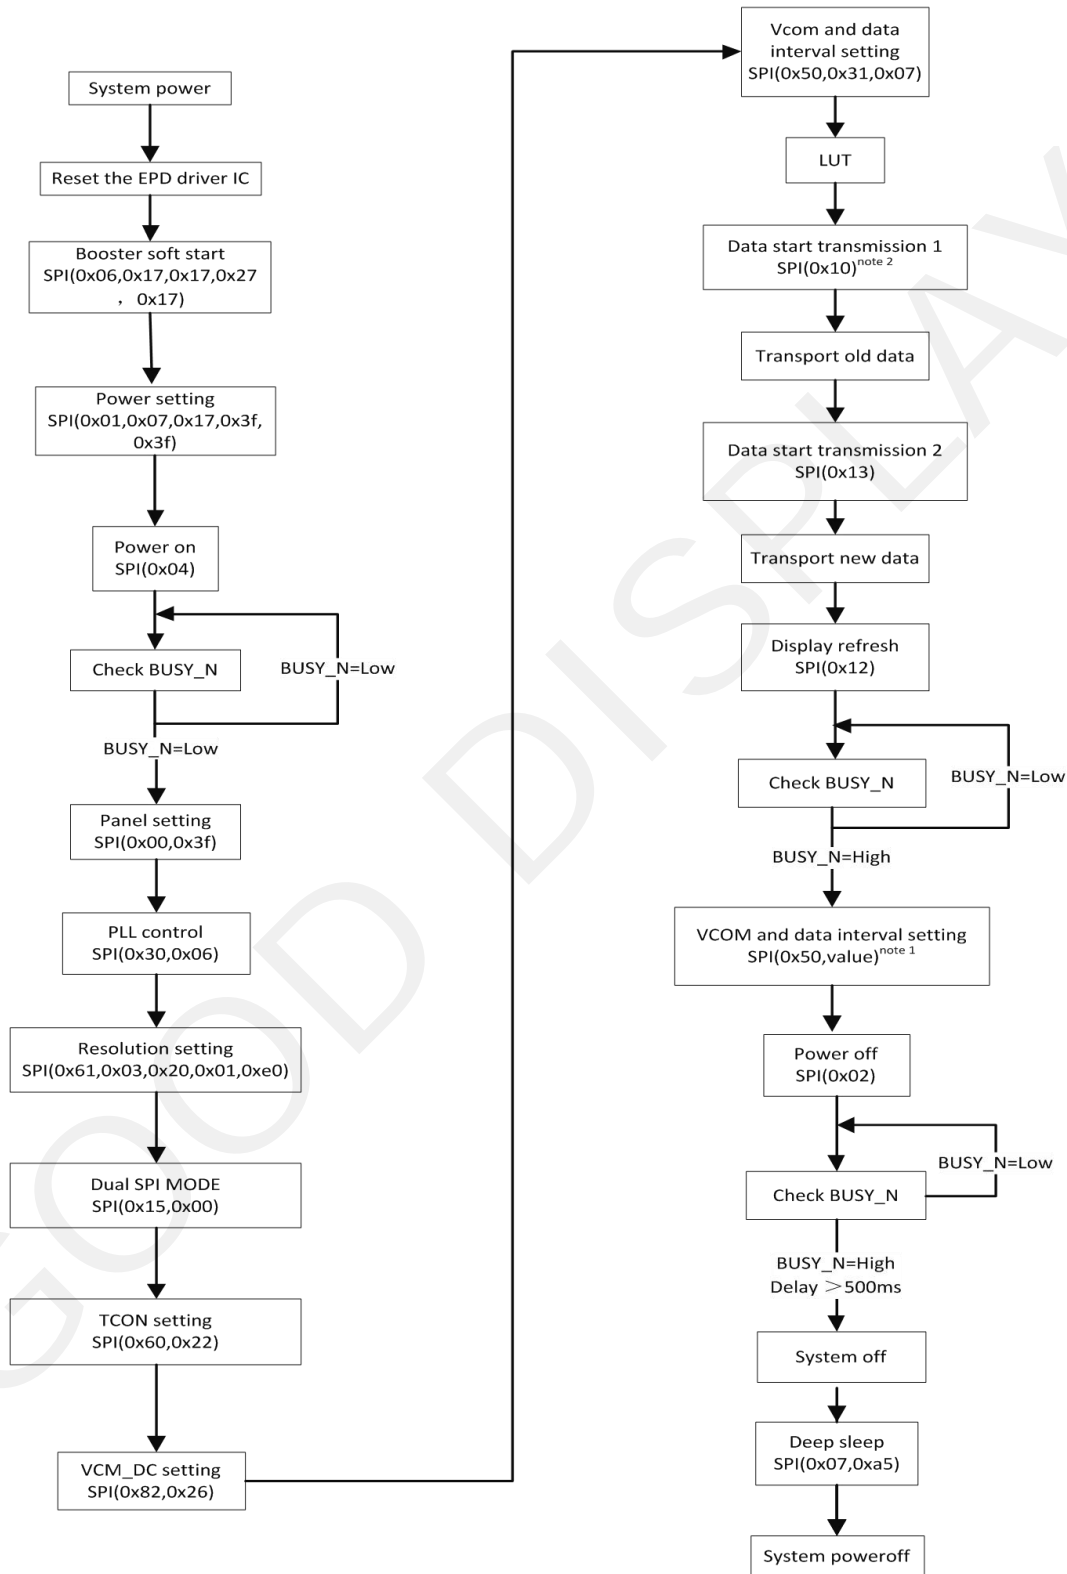 System power
Reset the EPD driver IC
Booster soft start
SPI(0x06,0x17,0x17,0x27
， 0x17)
Power setting
SPI(0x01,0x07,0x17,0x3f,
0x3f)
Power on
SPI(0x04)
Check BUSY_N
BUSY_N=Low
BUSY_N=Low
Panel setting
SPI(0x00,0x3f)
PLL control
SPI(0x30,0x06)
Resolution setting
SPI(0x61,0x03,0x20,0x01,0xe0)
Dual SPI MODE
SPI(0x15,0x00)
TCON setting
SPI(0x60,0x22)
VCM_DC setting
SPI(0x82,0x26)
Vcom and data
interval setting
SPI(0x50,0x31,0x07)
LUT
Data start transmission 1
SPI(0x10)note 2
Transport old data
Data start transmission 2
SPI(0x13)
Transport new data
Display refresh
SPI(0x12)
Check BUSY_N
BUSY_N=Low
BUSY_N=High
VCOM and data interval setting
SPI(0x50,value)note 1
Power off
SPI(0x02)
Check BUSY_N
BUSY_N=Low
BUSY_N=High
Delay ＞500ms
System off
Deep sleep
SPI(0x07,0xa5)
System poweroff
GOOD DISPLAY